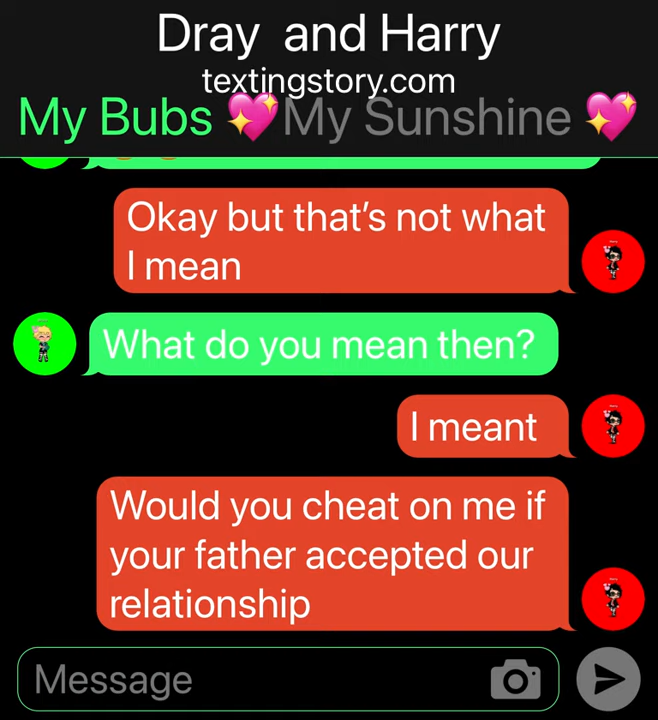 Dray and Harry
textingstory.com
My Bubs 💖My Sunshine 💖
Okay but that’s not what
I mean
What do you mean then?
I meant
Would you cheat on me if
your father accepted our
relationship
Message